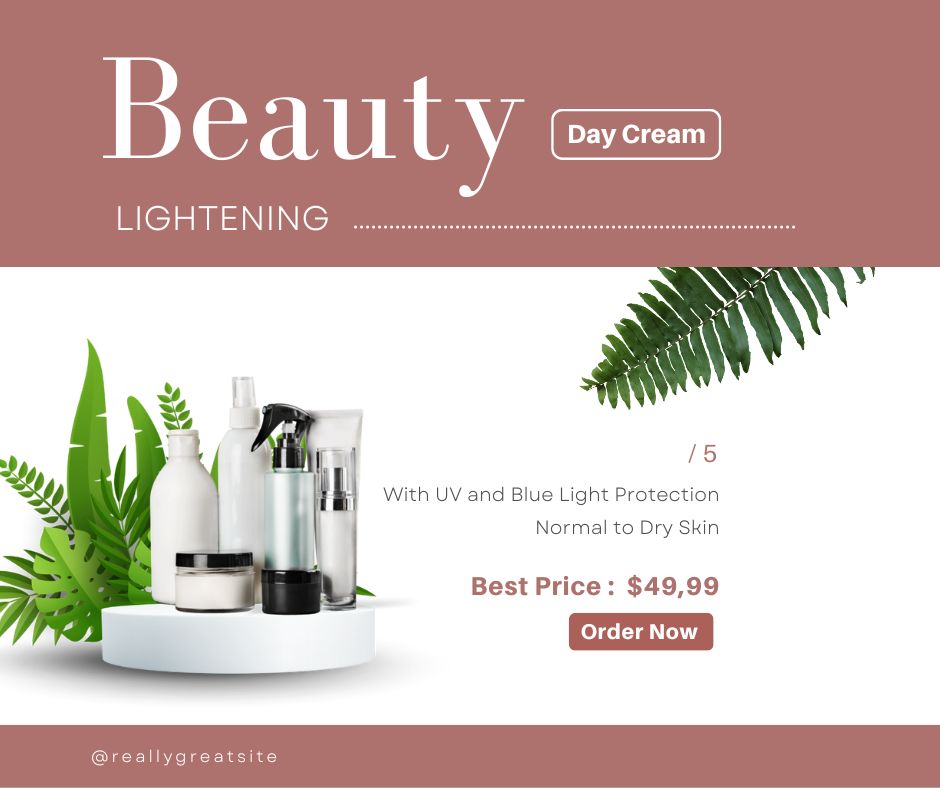 Beauty
Day Cream
LIGHTENING
/ 5
With UV and Blue Light Protection
Normal to Dry Skin
Best Price : $49,99
Order Now
@reallygreatsite